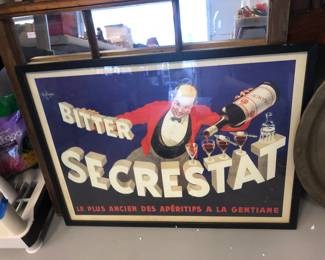 BITTER
SECRESTAT
LE PLUS ANCIEN DES APÉRITIFS A LA GENTIANE